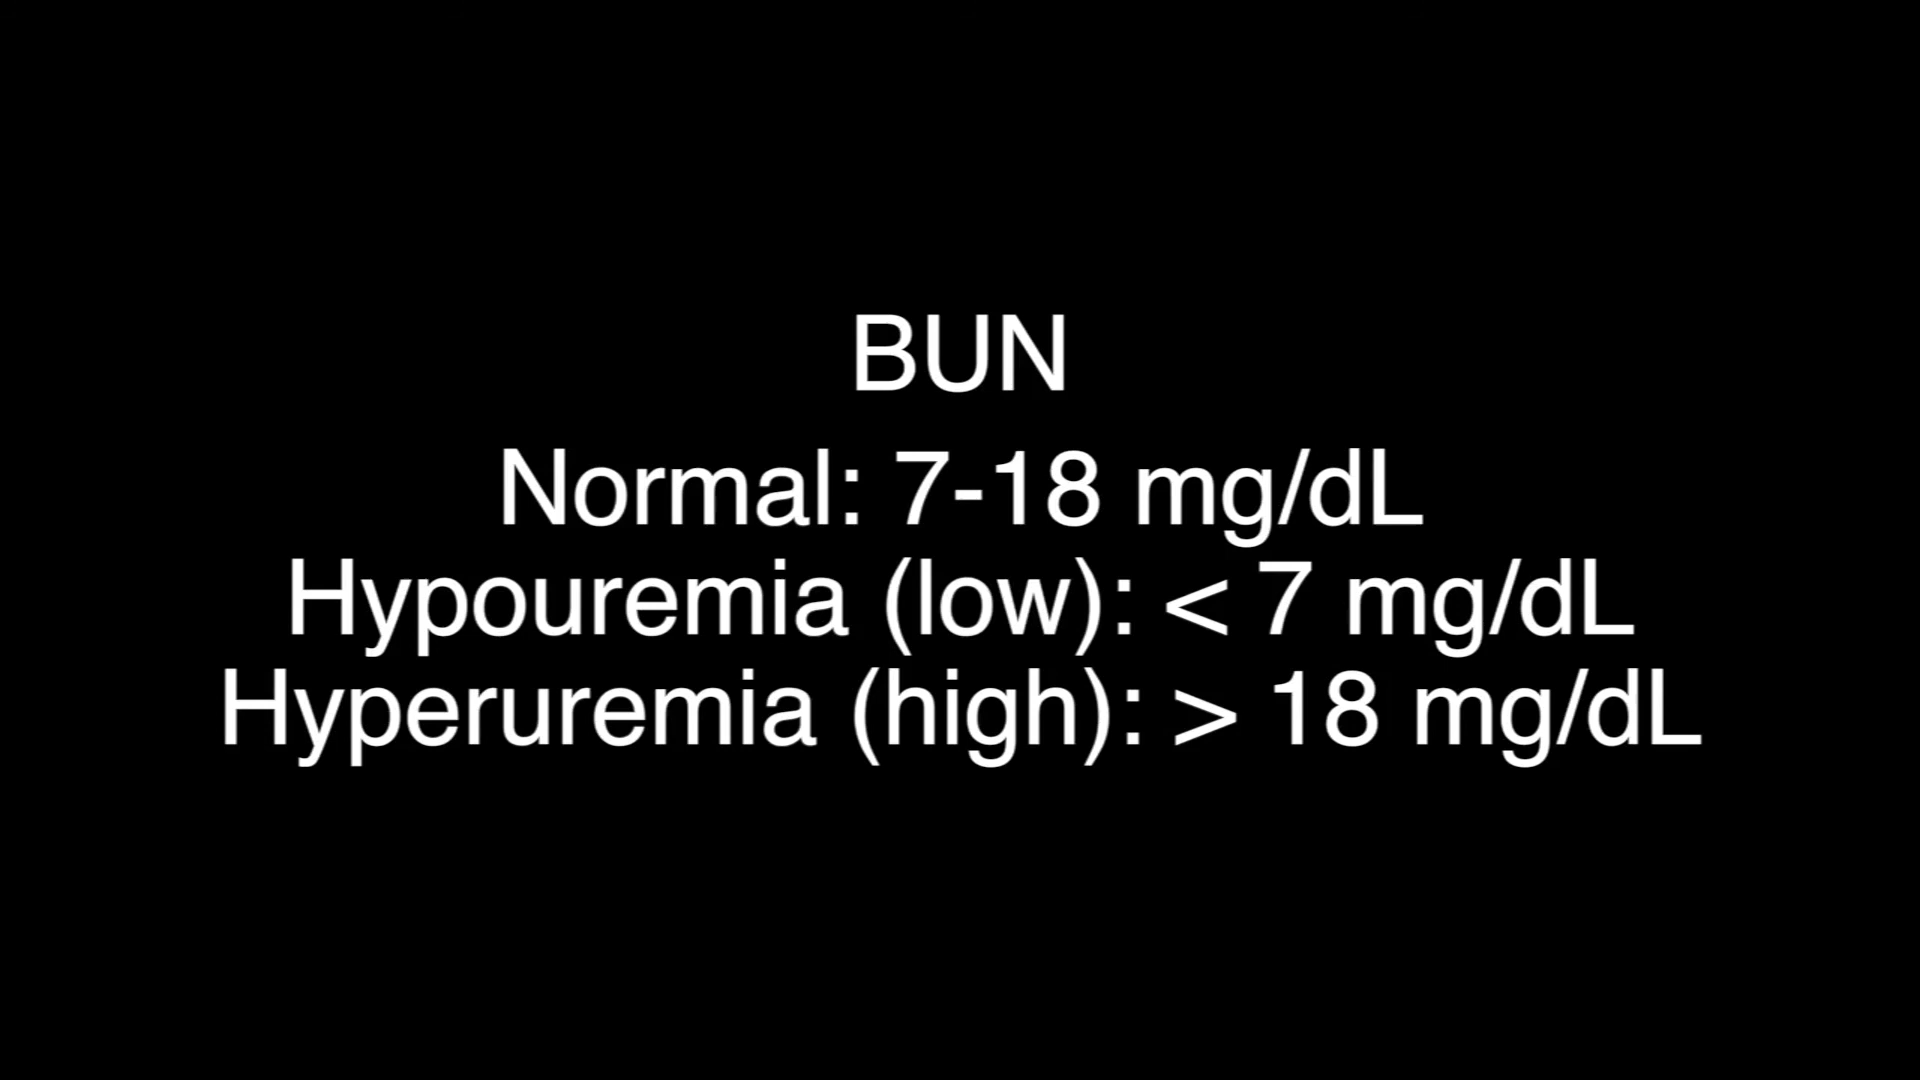 BUN
Normal: 7-18 mg/dL
Hypouremia (low): < 7 mg/dL
Hyperuremia (high): > 18 mg/dL